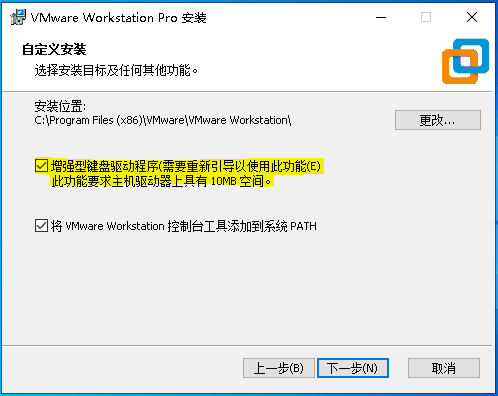 VMware Workstation Pro 安装
自定义安装
选择安装目标及任何其他功能。
安装位置:
C:\Program Files (x86)\VMware\VMware Workstation\
更改...
增强型键盘驱动程序(需要重新引导以使用此功能(E)
此功能要求主机驱动器上具有 10MB 空间。
将 VMware Workstation 控制台工具添加到系统 PATH
上一步(B) 下一步(N) 取消